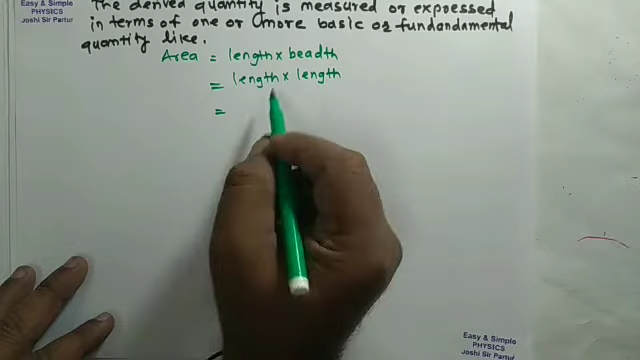 Easy & Simple
PHYSICS
Joshi Sir Partur
The derived quantity is measured or expressed
in terms of one or more basic or fundandamental
quantity like.
Area = length x beadth
= length x length
=
Easy & Simple
PHYSICS
Joshi Sir Partur